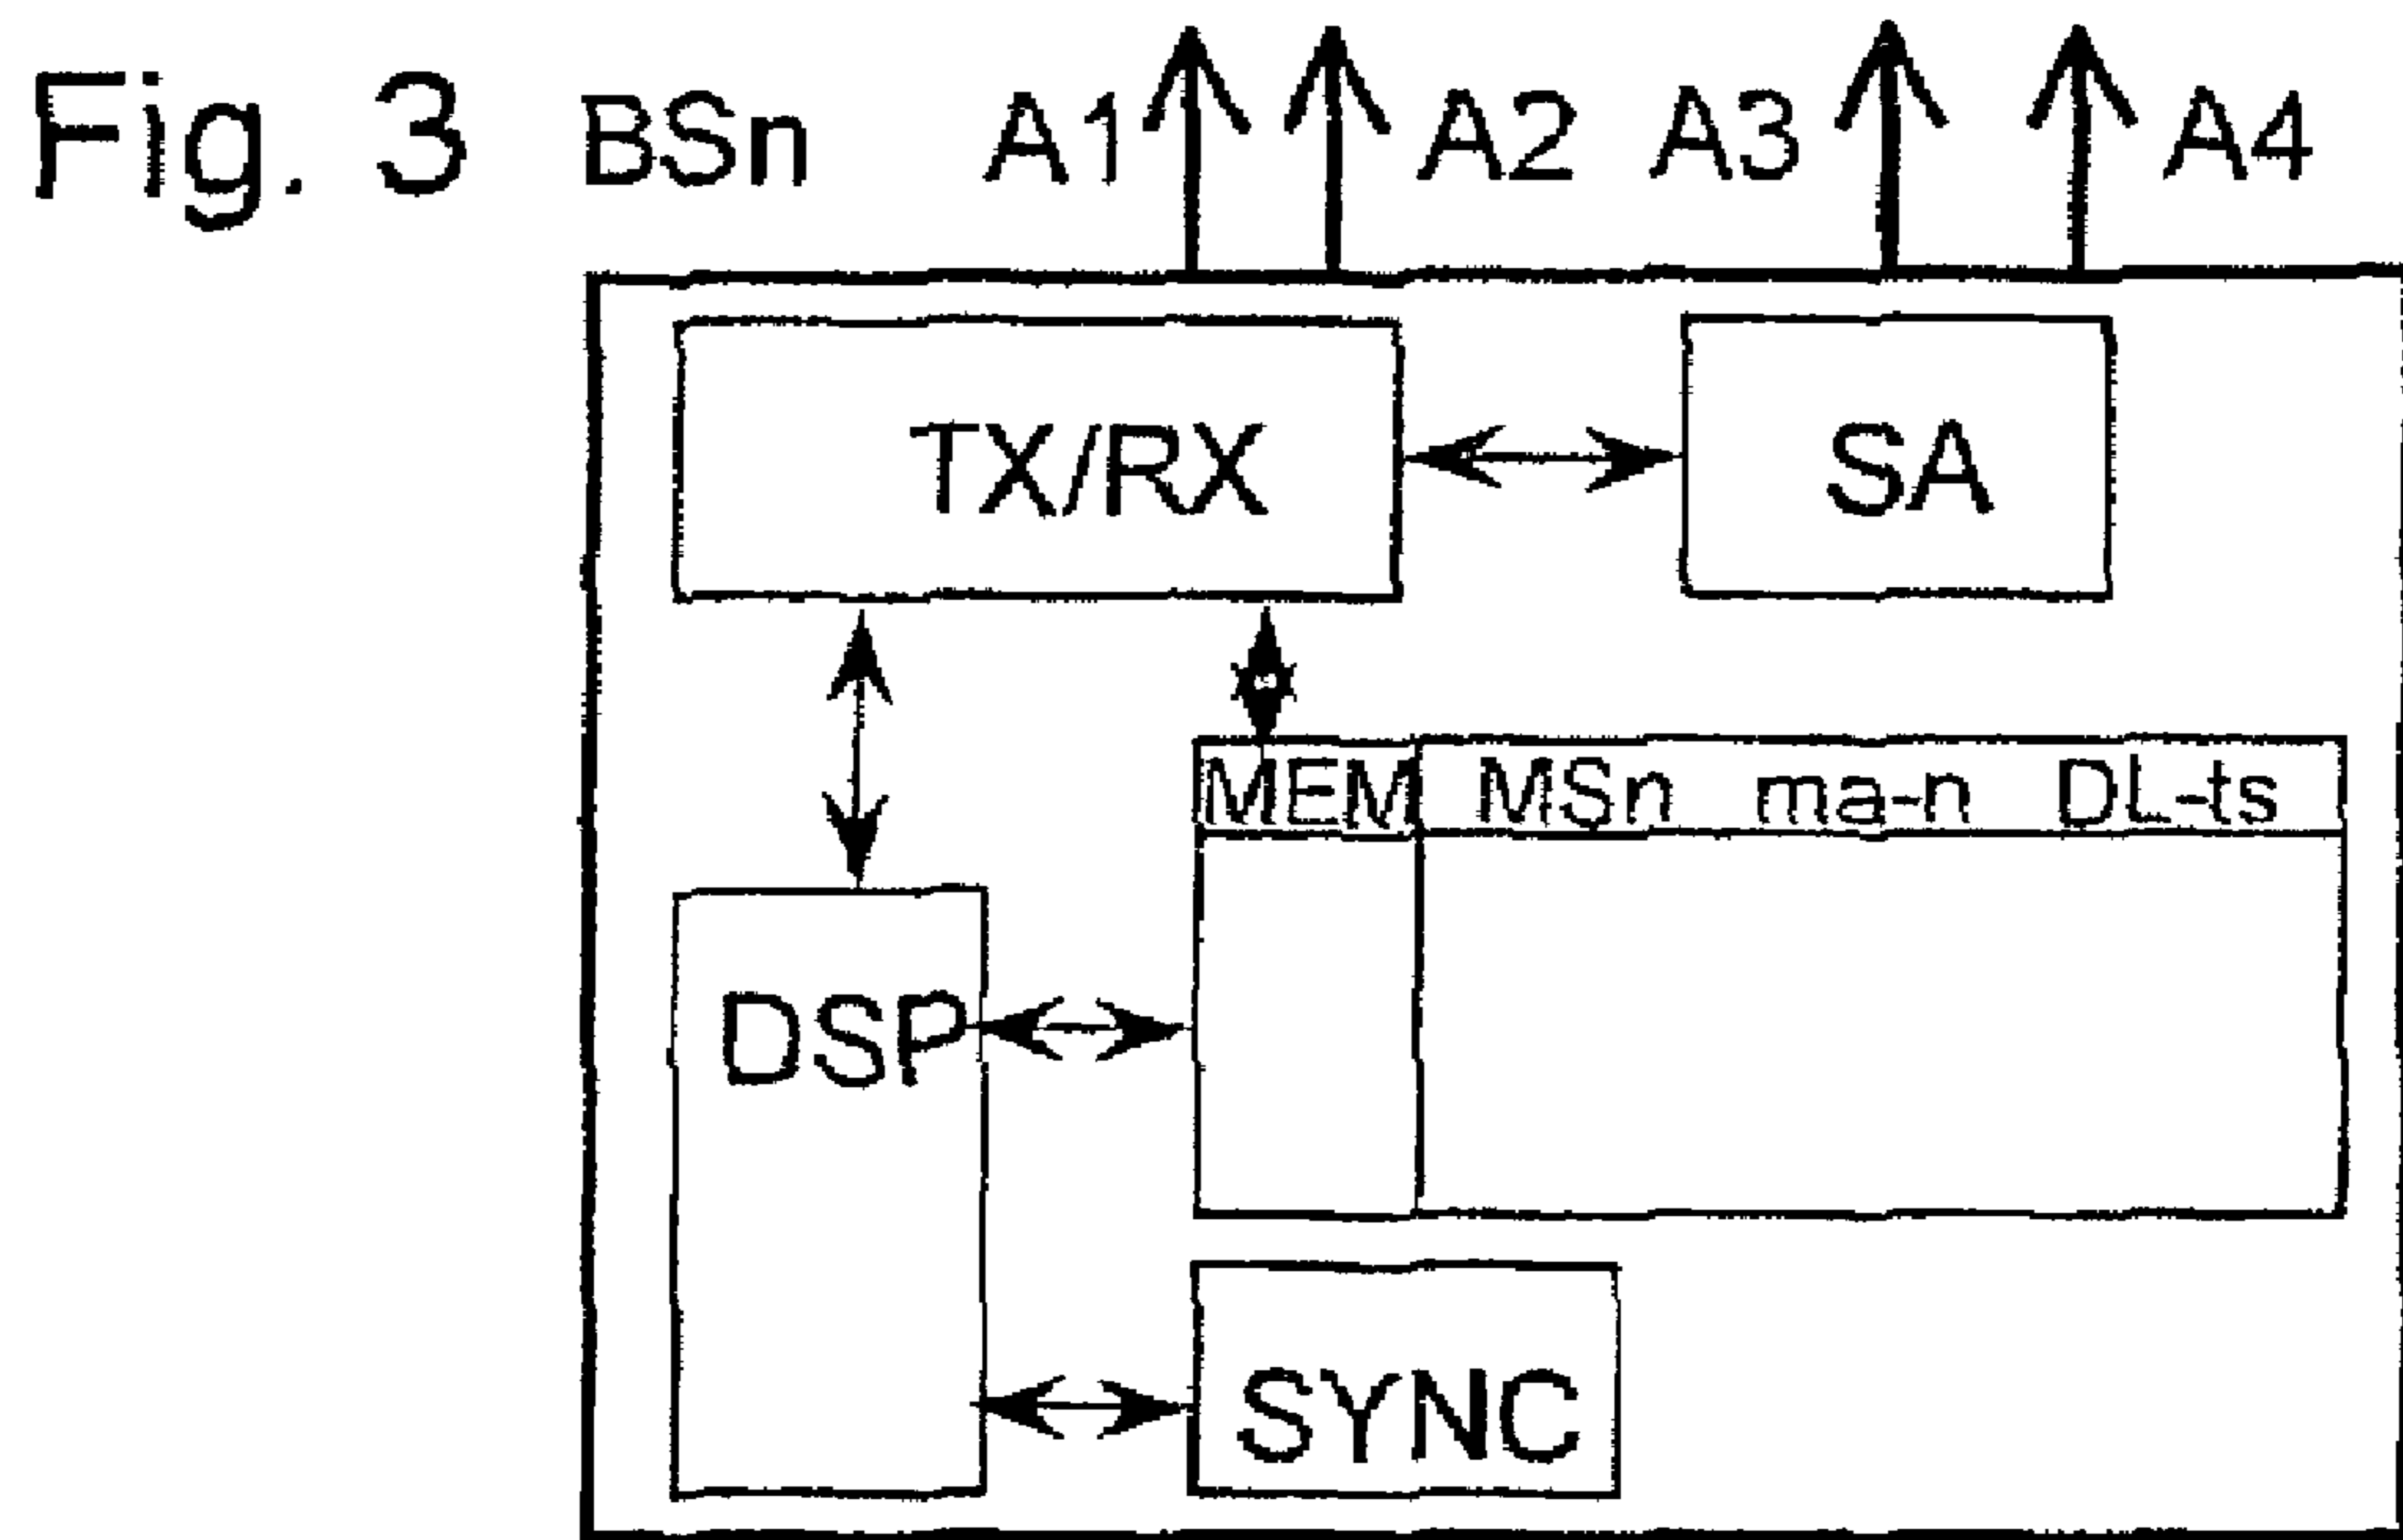 Fig. 3 BSn A1 A2 A3 A4
TX/RX SA
MEM MSn ma-n DL-ts
DSP
SYNC